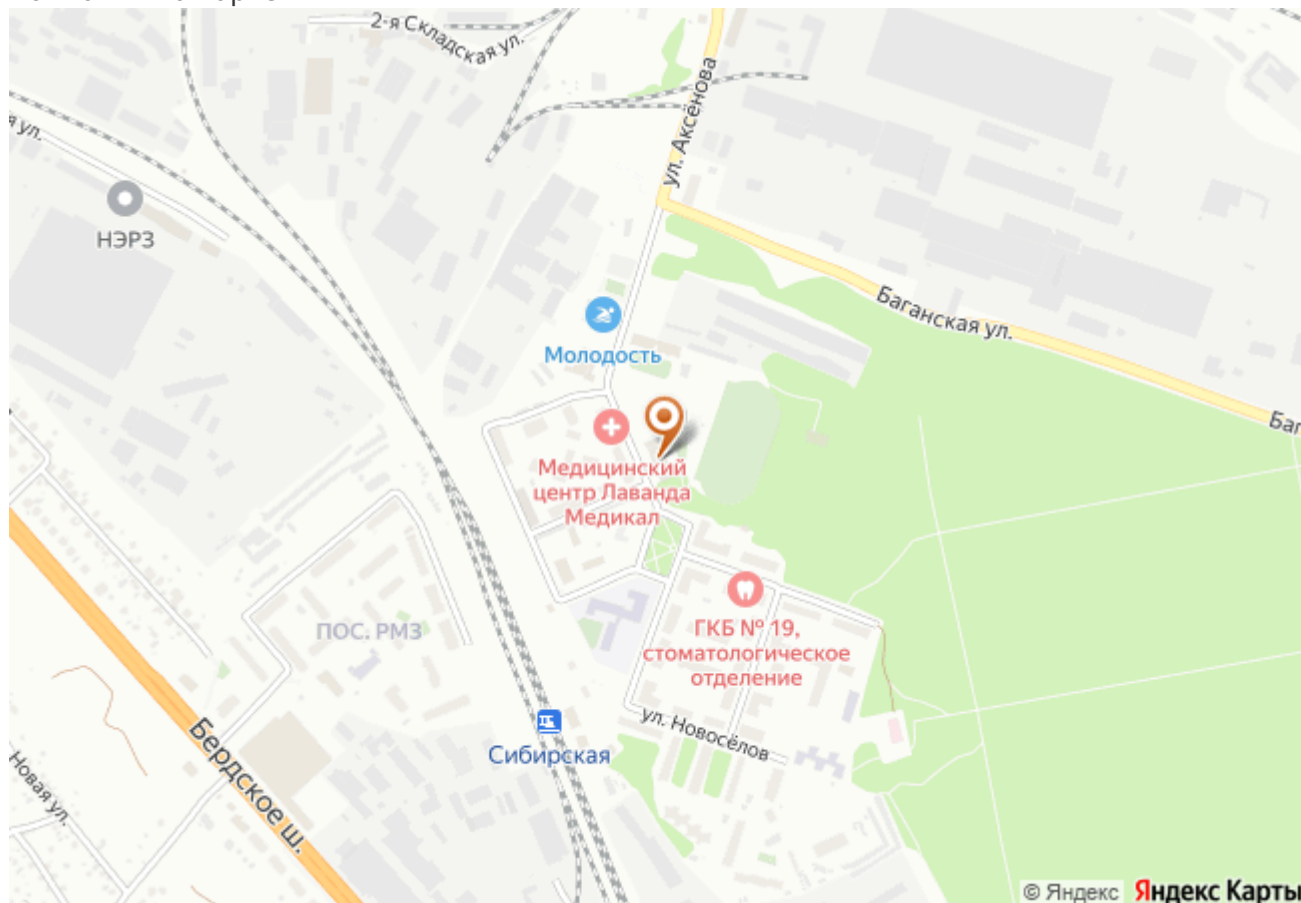 2-я Складская ул.
ул. Аксёнова
я ул.
НЭРЗ
Баганская ул.
Молодость
Баг
Медицинский
центр Лаванда
Медикал
ГКБ № 19,
стоматологическое
отделение
ПОС. РМЗ
ул. Новосёлов
Сибирская
Бердское ш.
Новая ул.
© Яндекс Яндекс Карты